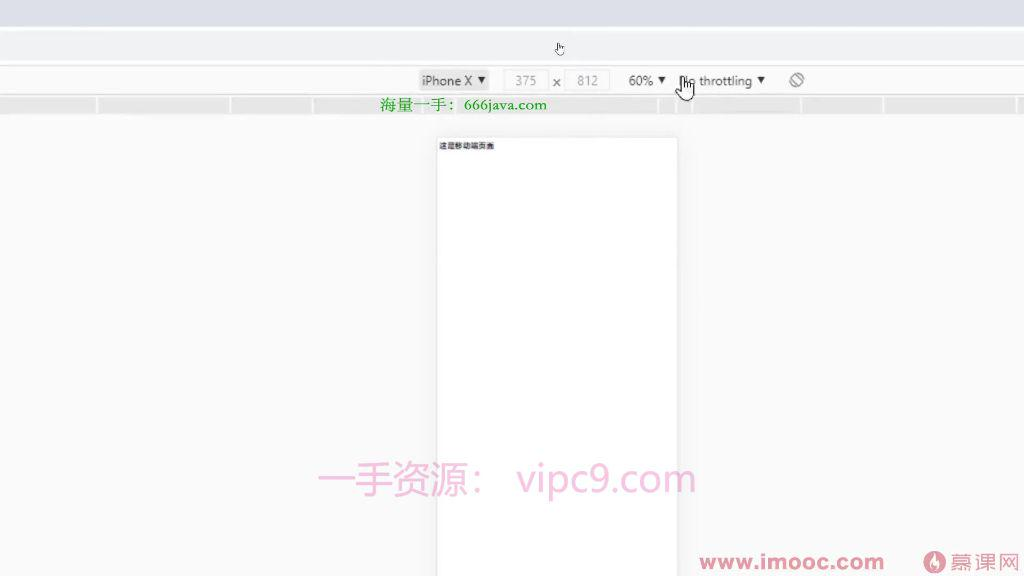 iPhone X ▼ 375 × 812 60% ▼ No throttling ▼
海量一手：666java.com
这是移动端页面
一手资源： vipc9.com
www.imooc.com 慕课网